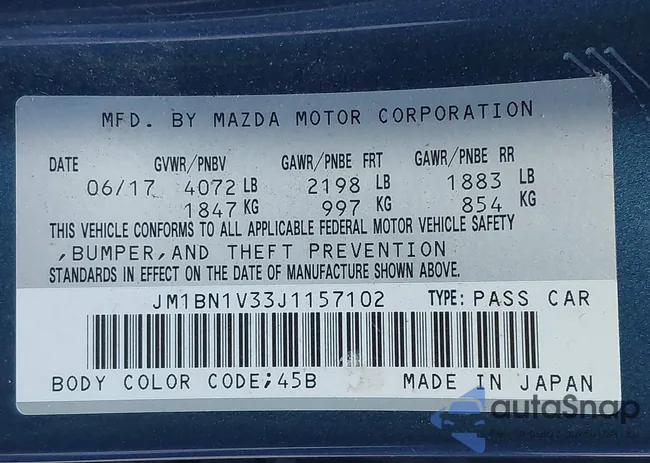 MFD. BY MAZDA MOTOR CORPORATION
DATE GVWR/PNBV GAWR/PNBE FRT GAWR/PNBE RR
06/17 4072 LB 2198 LB 1883 LB
1847 KG 997 KG 854 KG
THIS VEHICLE CONFORMS TO ALL APPLICABLE FEDERAL MOTOR VEHICLE SAFETY
,BUMPER,AND THEFT PREVENTION
STANDARDS IN EFFECT ON THE DATE OF MANUFACTURE SHOWN ABOVE.
JM1BN1V33J1157102 TYPE: PASS CAR
BODY COLOR CODE;45B MADE IN JAPAN
autoSnap